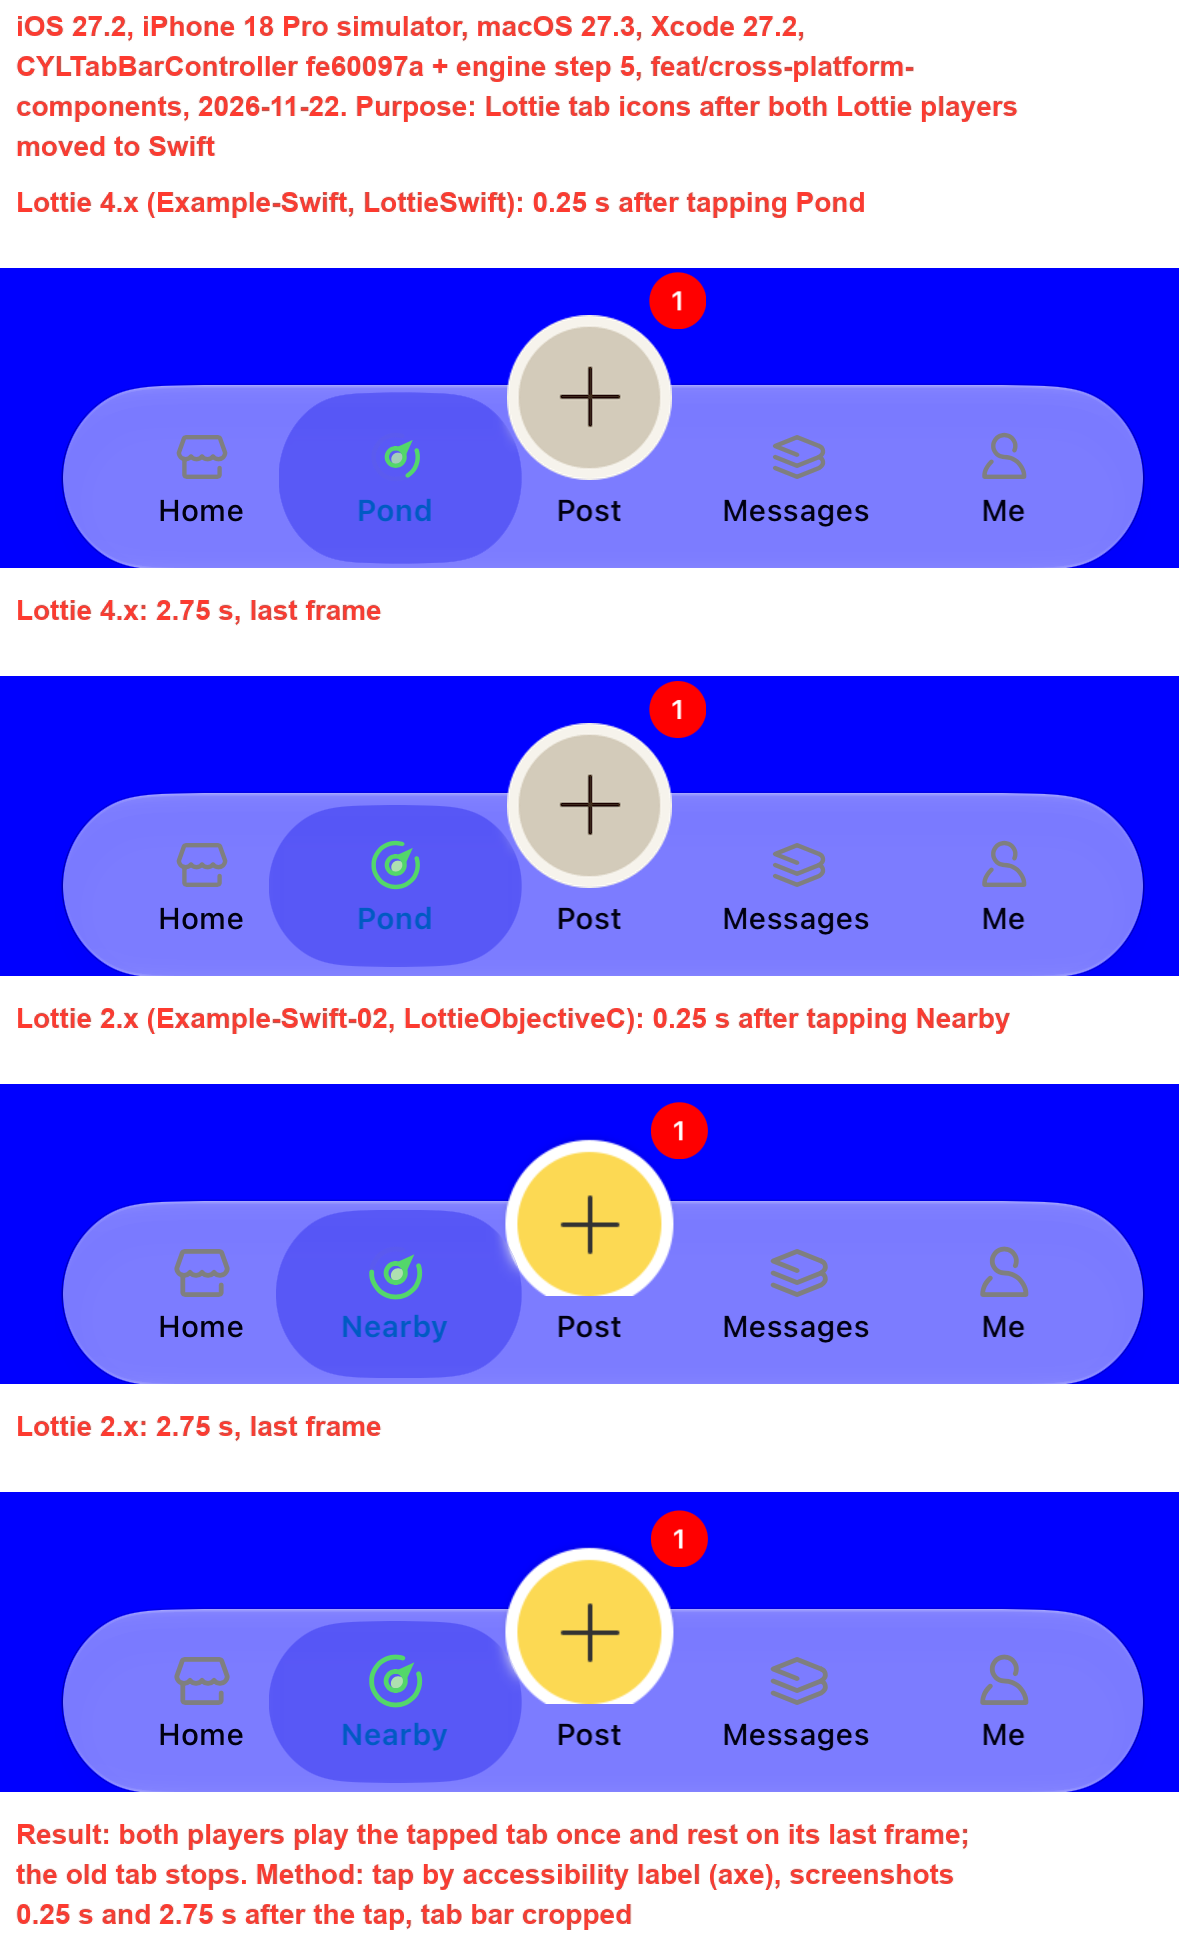 iOS 27.2, iPhone 18 Pro simulator, macOS 27.3, Xcode 27.2,
CYLTabBarController fe60097a + engine step 5, feat/cross-platform-
components, 2026-11-22. Purpose: Lottie tab icons after both Lottie players
moved to Swift
Lottie 4.x (Example-Swift, LottieSwift): 0.25 s after tapping Pond
1
Home Pond Post Messages Me
Lottie 4.x: 2.75 s, last frame
1
Home Pond Post Messages Me
Lottie 2.x (Example-Swift-02, LottieObjectiveC): 0.25 s after tapping Nearby
1
Home Nearby Post Messages Me
Lottie 2.x: 2.75 s, last frame
1
Home Nearby Post Messages Me
Result: both players play the tapped tab once and rest on its last frame;
the old tab stops. Method: tap by accessibility label (axe), screenshots
0.25 s and 2.75 s after the tap, tab bar cropped